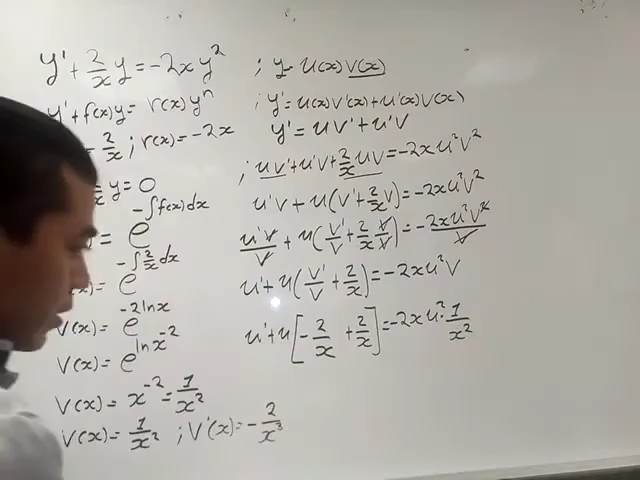 y' + 2/x y = -2xy² ; y = u(x)v(x)
y' + f(x)y = r(x)yⁿ ; y' = u(x)v'(x) + u'(x)v(x)
2/x ; r(x) = -2x
y' = uv' + u'v
; uv' + u'v + 2/x uv = -2xu²v²
y = 0
u'v + u(v' + 2/x v) = -2xu²v²
= e^(-∫f(x)dx)
u'v/v + u(v'/v + 2/x v/v) = -2xu²v²/v
(x) = e^(-∫2/x dx)
u' + u(v'/v + 2/x) = -2xu²v
v(x) = e^(-2lnx)
u' + u[-2/x + 2/x] = -2xu² · 1/x²
v(x) = e^(lnx^(-2))
v(x) = x^(-2) = 1/x²
v(x) = 1/x² ; v'(x) = -2/x³